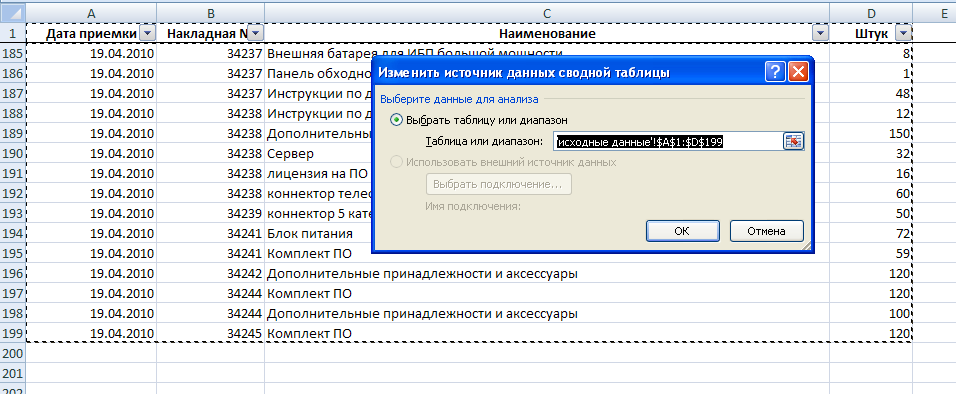 A B C D E
1 Дата приемки Накладная № Наименование Штук
185 19.04.2010 34237 Внешняя батарея для ИБП большой мощности 8
186 19.04.2010 34237 Панель обходно 1
187 19.04.2010 34237 Инструкции по д 48
188 19.04.2010 34238 Инструкции по д 12
189 19.04.2010 34238 Дополнительны 150
190 19.04.2010 34238 Сервер 32
191 19.04.2010 34238 лицензия на ПО 16
192 19.04.2010 34238 коннектор телес 60
193 19.04.2010 34239 коннектор 5 кате 50
194 19.04.2010 34241 Блок питания 72
195 19.04.2010 34241 Комплект ПО 59
196 19.04.2010 34242 Дополнительные принадлежности и аксессуары 120
197 19.04.2010 34244 Комплект ПО 120
198 19.04.2010 34244 Дополнительные принадлежности и аксессуары 100
199 19.04.2010 34245 Комплект ПО 120
200
201
202
Изменить источник данных сводной таблицы
Выберите данные для анализа
Выбрать таблицу или диапазон
Таблица или диапазон: исходные данные'!$A$1:$D$199
Использовать внешний источник данных
Выбрать подключение...
Имя подключения:
ОК Отмена